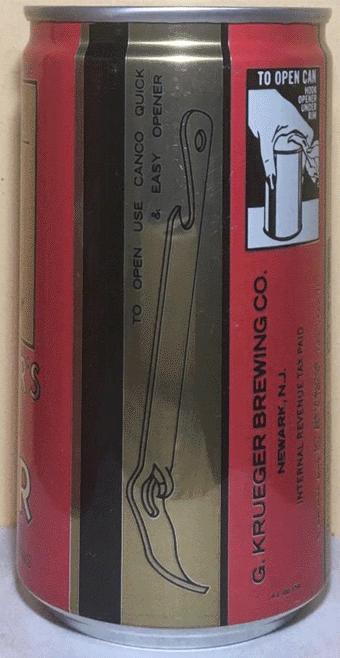 TO OPEN USE CANCO QUICK
& EASY OPENER
TO OPEN CAN
HOOK
OPENER
UNDER
RIM
G. KRUEGER BREWING CO.
NEWARK, N.J.
INTERNAL REVENUE TAX PAID